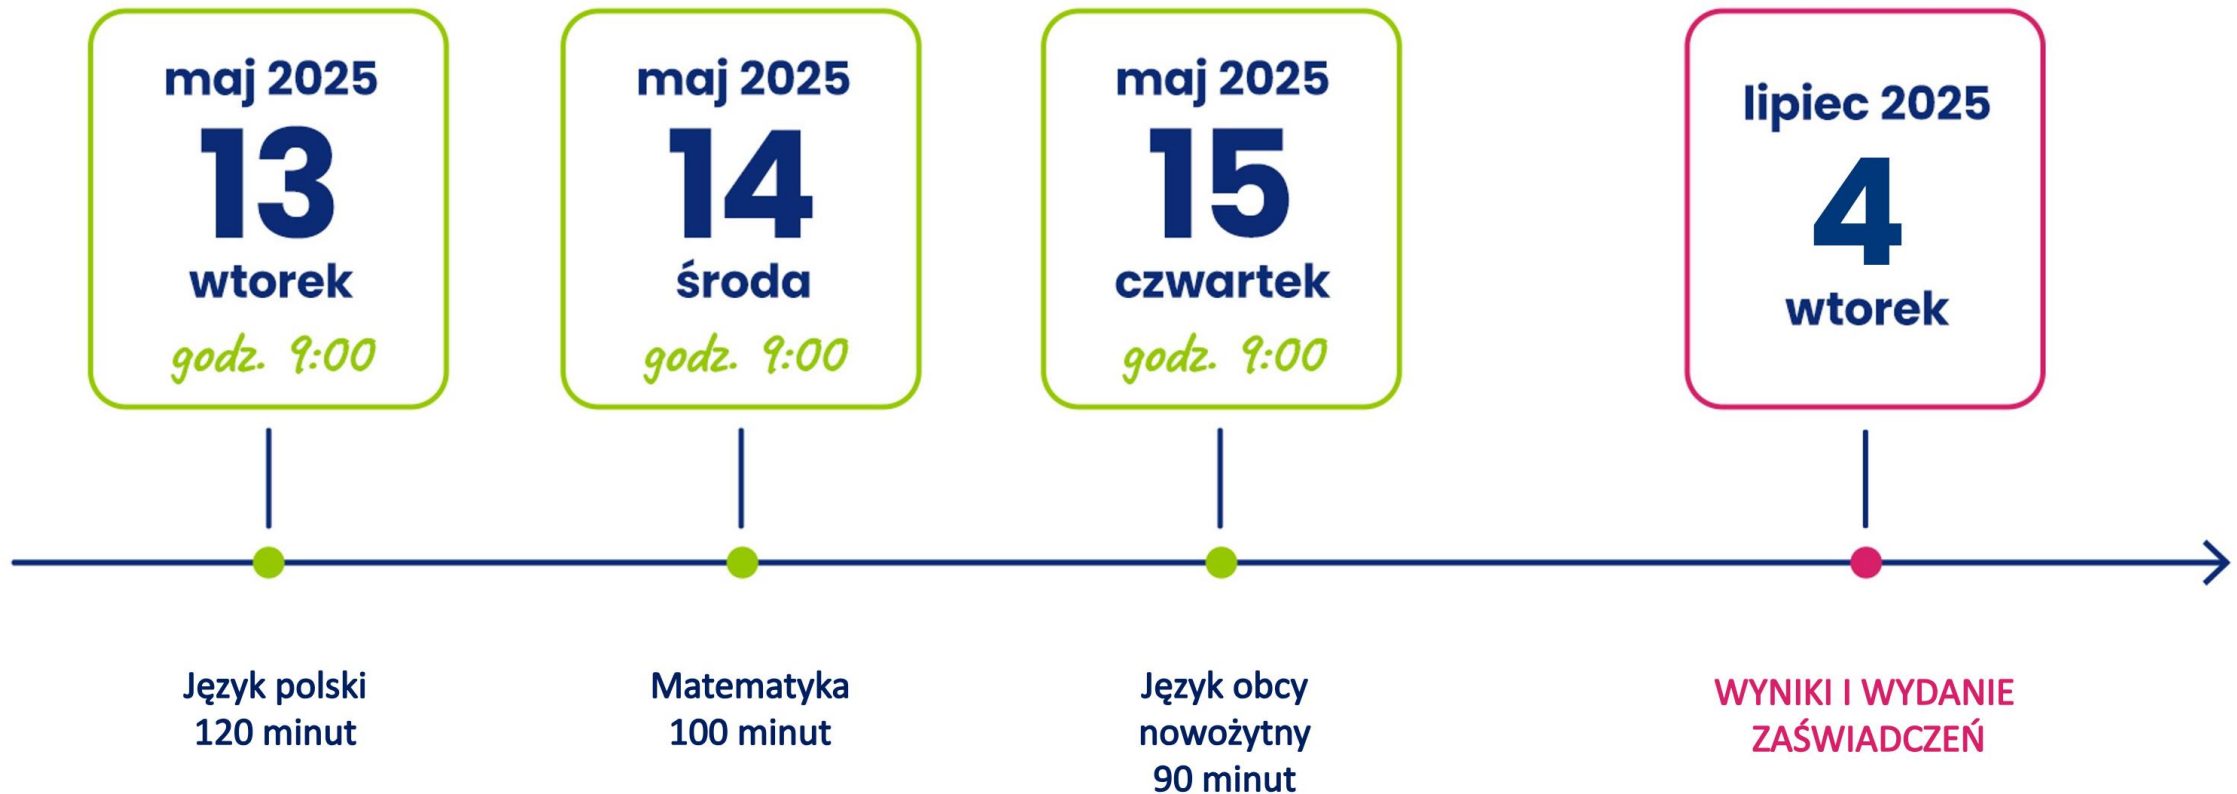 maj 2025
13
wtorek
godz. 9:00
maj 2025
14
środa
godz. 9:00
maj 2025
15
czwartek
godz. 9:00
lipiec 2025
4
wtorek
Język polski
120 minut
Matematyka
100 minut
Język obcy
nowożytny
90 minut
WYNIKI I WYDANIE
ZAŚWIADCZEŃ